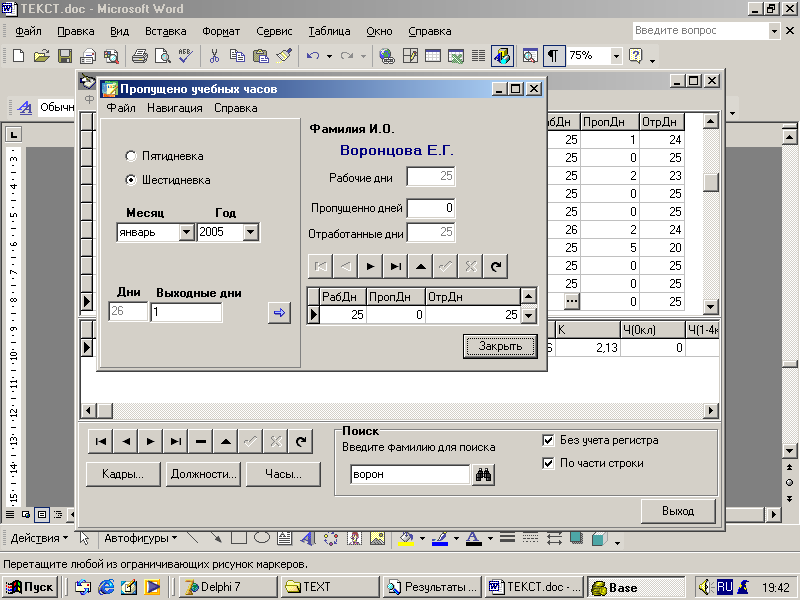 ТЕКСТ.doc - Microsoft Word
Файл Правка Вид Вставка Формат Сервис Таблица Окно Справка
Введите вопрос
75%
Обычн
Пропущено учебных часов
Файл Навигация Справка
Пятидневка
Шестидневка
Месяц Год
январь 2005
Дни Выходные дни
26 1
Фамилия И.О.
Воронцова Е.Г.
Рабочие дни 25
Пропущенно дней 0
Отработанные дни 25
РабДн ПропДн ОтрДн
25 0 25
Закрыть
абДн ПропДн ОтрДн
25 1 24
25 0 25
25 2 23
25 0 25
25 0 25
26 2 24
25 5 20
25 0 25
25 0 25
25 ... 0 25
К Ч(0кл) Ч(1-4к
6 2,13 0
Поиск
Введите Фамилию для поиска
ворон
Без учета регистра
По части строки
Кадры... Должности... Часы...
Выход
Действия Автофигуры
Перетащите любой из ограничивающих рисунок маркеров.
Пуск Delphi 7 TEXT Результаты ... ТЕКСТ.doc - ... Base RU 19:42